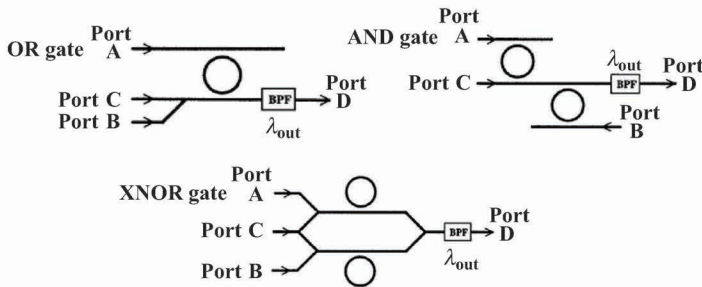 OR gate
Port
A
Port C
Port B
BPF
λout
Port
D
AND gate
Port
A
Port C
λout
BPF
Port
D
Port
B
XNOR gate
Port
A
Port C
Port B
BPF
λout
Port
D